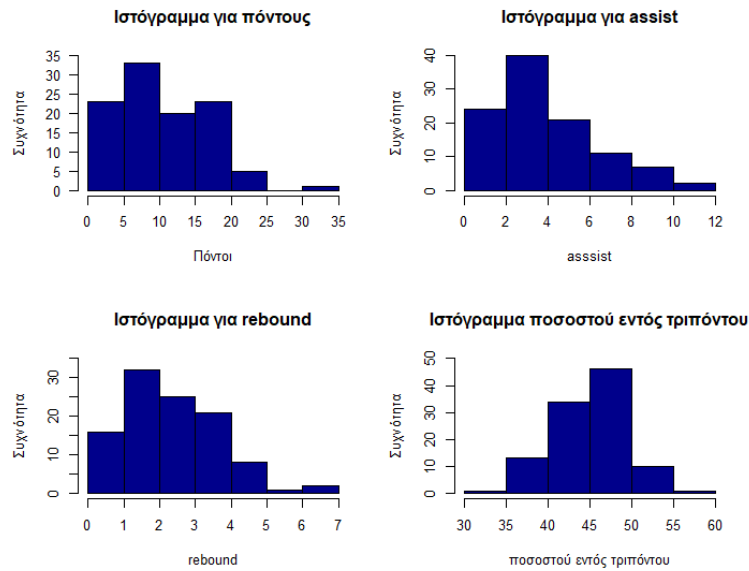 Ιστόγραμμα για πόντους
35
30
25
20
15
10
5
0
Συχνότητα
0 5 10 15 20 25 30 35
Πόντοι
Ιστόγραμμα για assist
40
30
20
10
0
Συχνότητα
0 2 4 6 8 10 12
asssist
Ιστόγραμμα για rebound
30
20
10
0
Συχνότητα
0 1 2 3 4 5 6 7
rebound
Ιστόγραμμα ποσοστού εντός τριπόντου
50
40
30
20
10
0
Συχνότητα
30 35 40 45 50 55 60
ποσοστού εντός τριπόντου